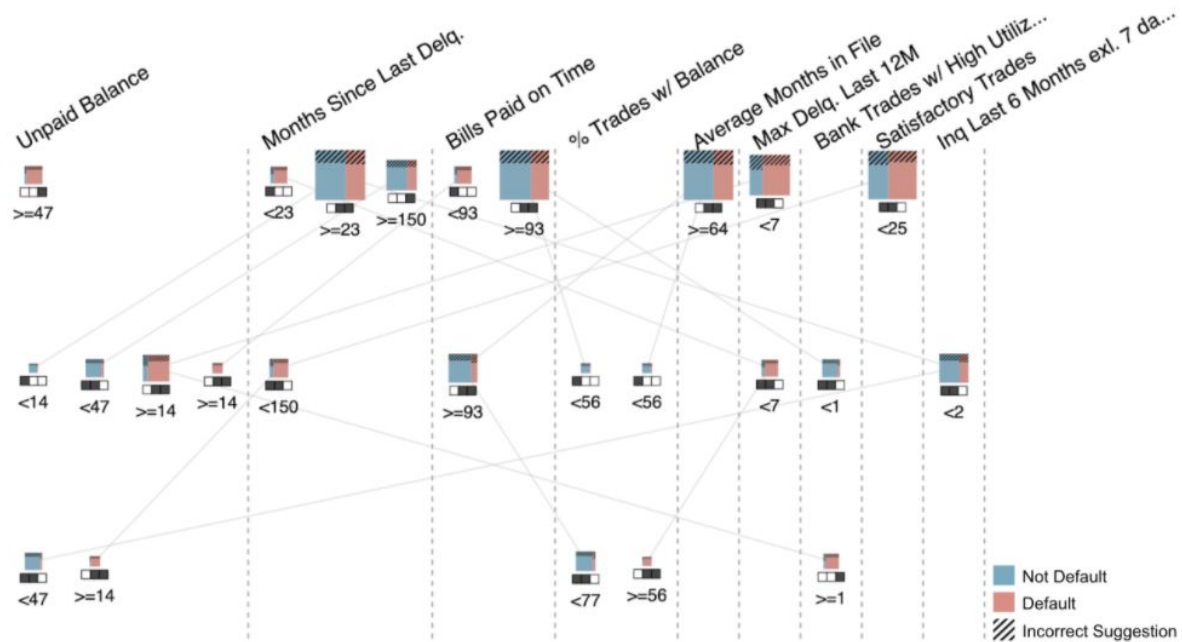 Unpaid Balance
Months Since Last Delq.
Bills Paid on Time
% Trades w/ Balance
Average Months in File
Max Delq. Last 12M
Bank Trades w/ High Utiliz...
Satisfactory Trades
Inq Last 6 Months exl. 7 da...
>=47
<23
>=23
>=150
<93
>=93
>=64
<7
<25
<14
<47
>=14
>=14
<150
>=93
<56
<56
<7
<1
<2
<47
>=14
<77
>=56
>=1
Not Default
Default
Incorrect Suggestion